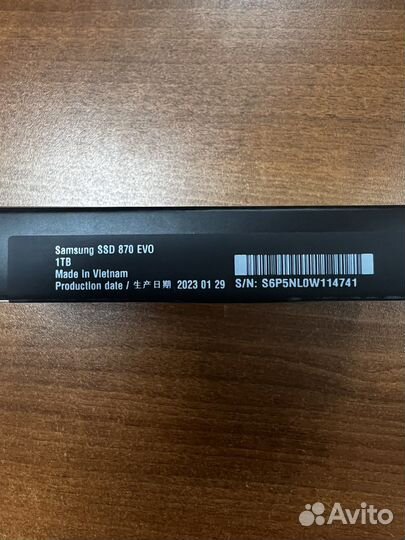 Samsung SSD 870 EVO
1TB
Made In Vietnam
Production date / 生产日期 2023 01 29
S/N: S6P5NL0W114741
Avito